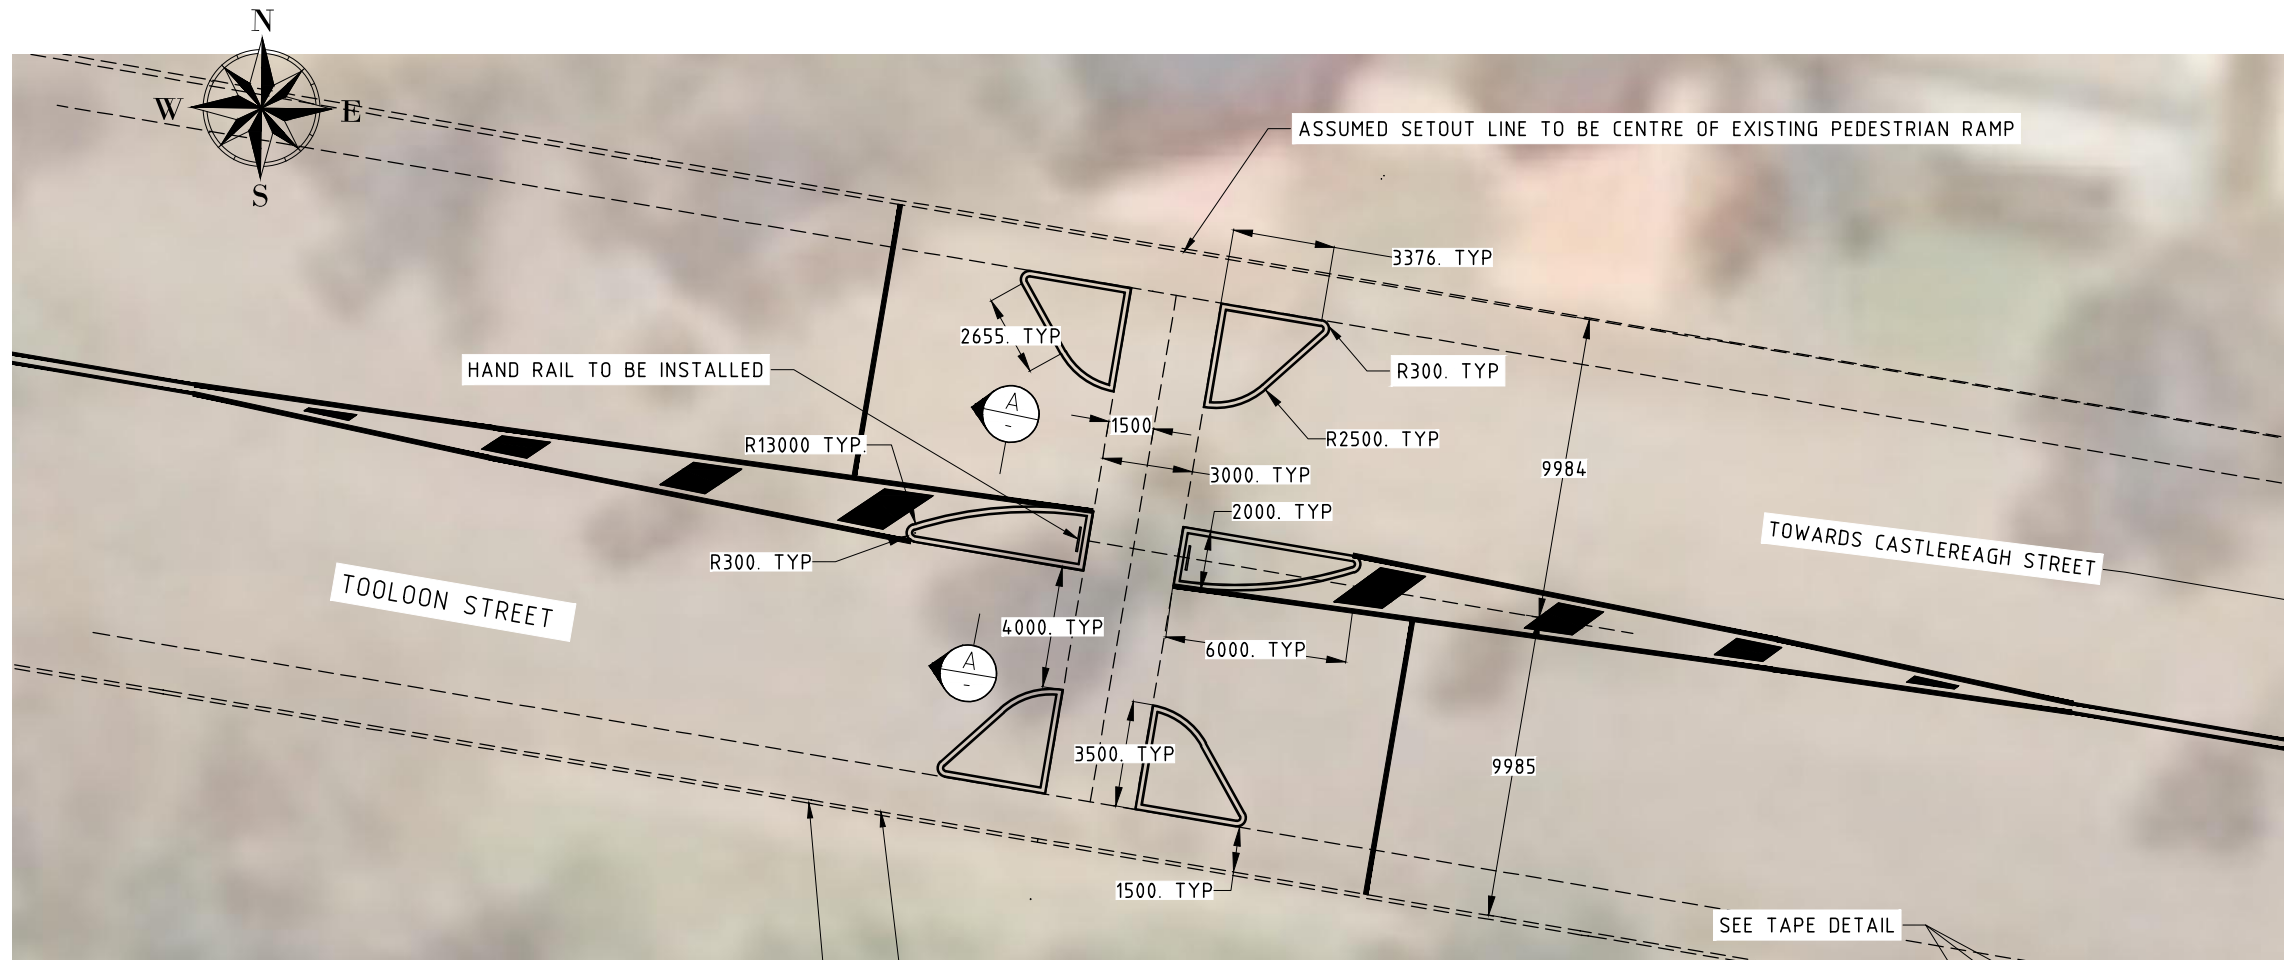 N
W
E
S
ASSUMED SETOUT LINE TO BE CENTRE OF EXISTING PEDESTRIAN RAMP
3376. TYP
2655. TYP
HAND RAIL TO BE INSTALLED
R300. TYP
A
-
1500
R2500. TYP
R13000 TYP.
3000. TYP
9984
2000. TYP
TOWARDS CASTLEREAGH STREET
R300. TYP
TOOLOON STREET
4000. TYP
6000. TYP
A
-
3500. TYP
9985
1500. TYP
SEE TAPE DETAIL